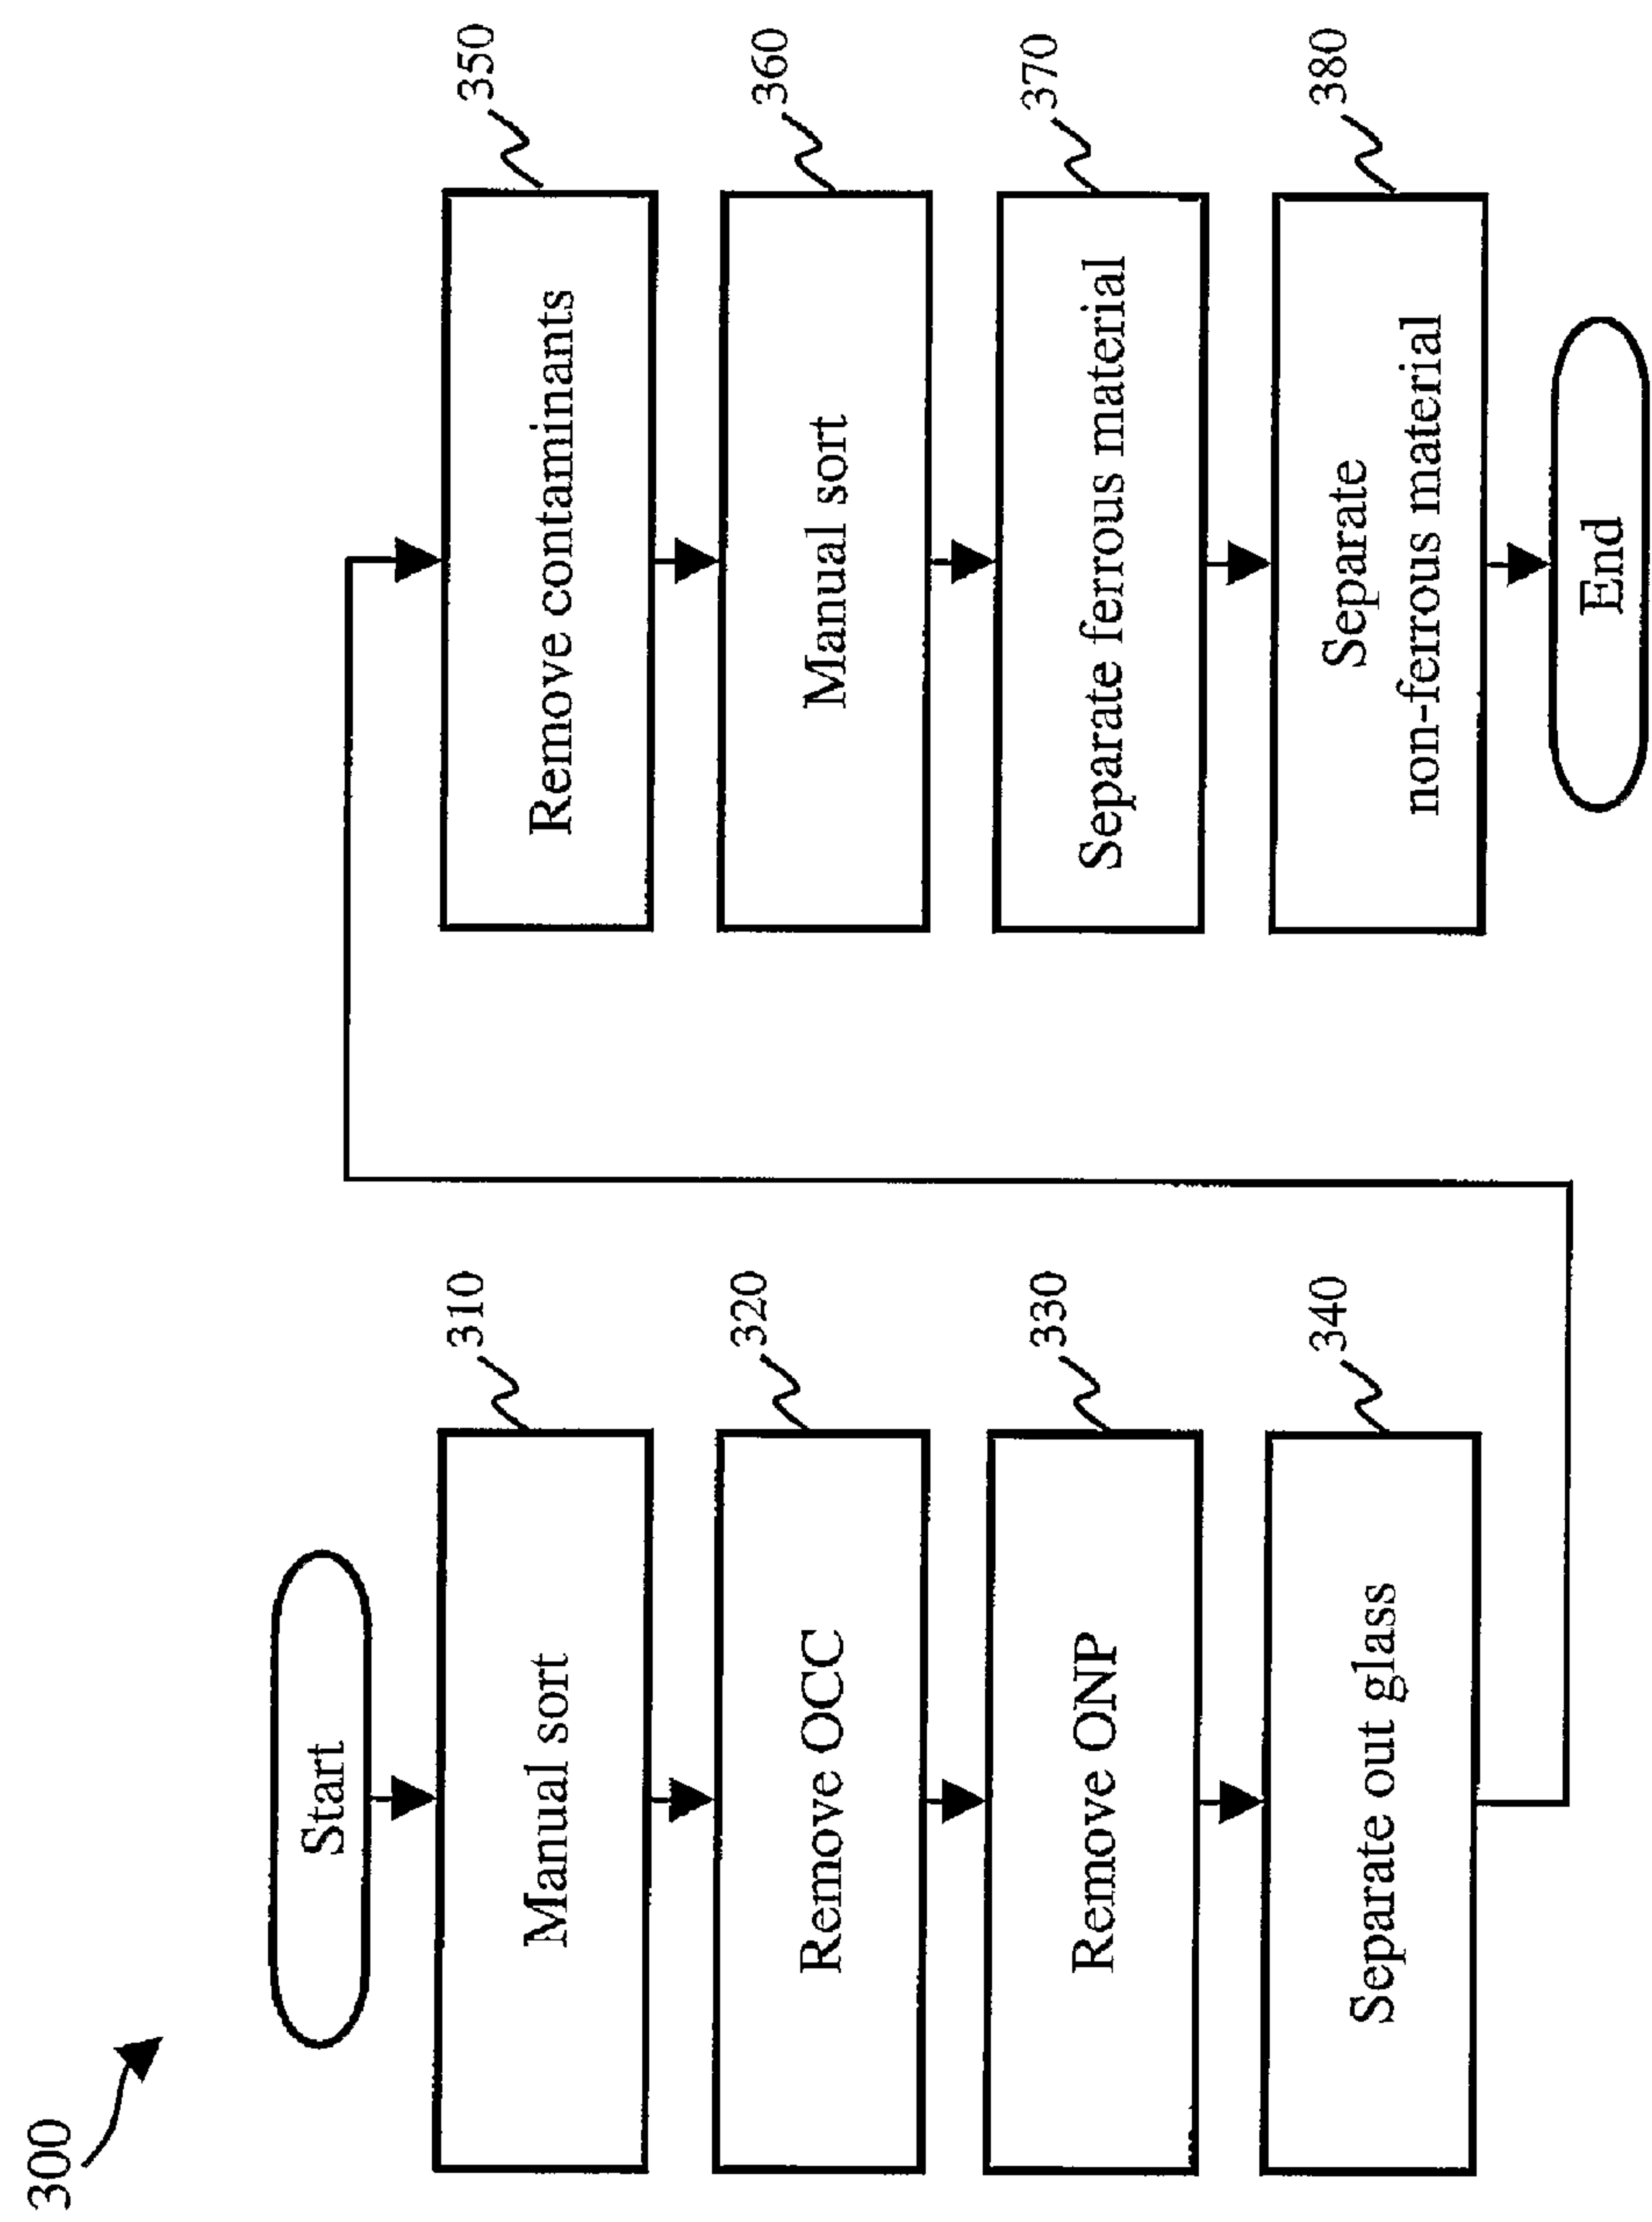 300
Start
Manual sort
310
Remove OCC
320
Remove ONP
330
Separate out glass
340
Remove contaminants
350
Manual sort
360
Separate ferrous material
370
Separate
non-ferrous material
380
End